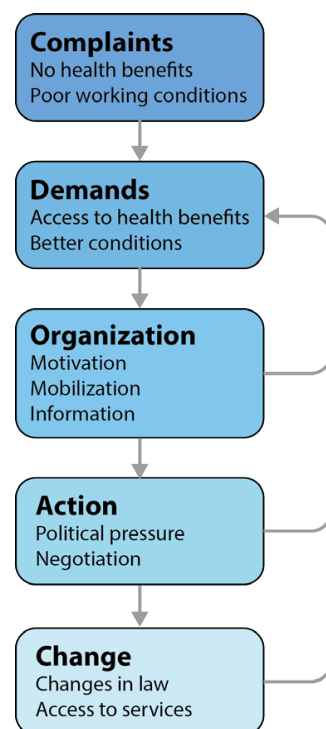 Complaints
No health benefits
Poor working conditions
Demands
Access to health benefits
Better conditions
Organization
Motivation
Mobilization
Information
Action
Political pressure
Negotiation
Change
Changes in law
Access to services